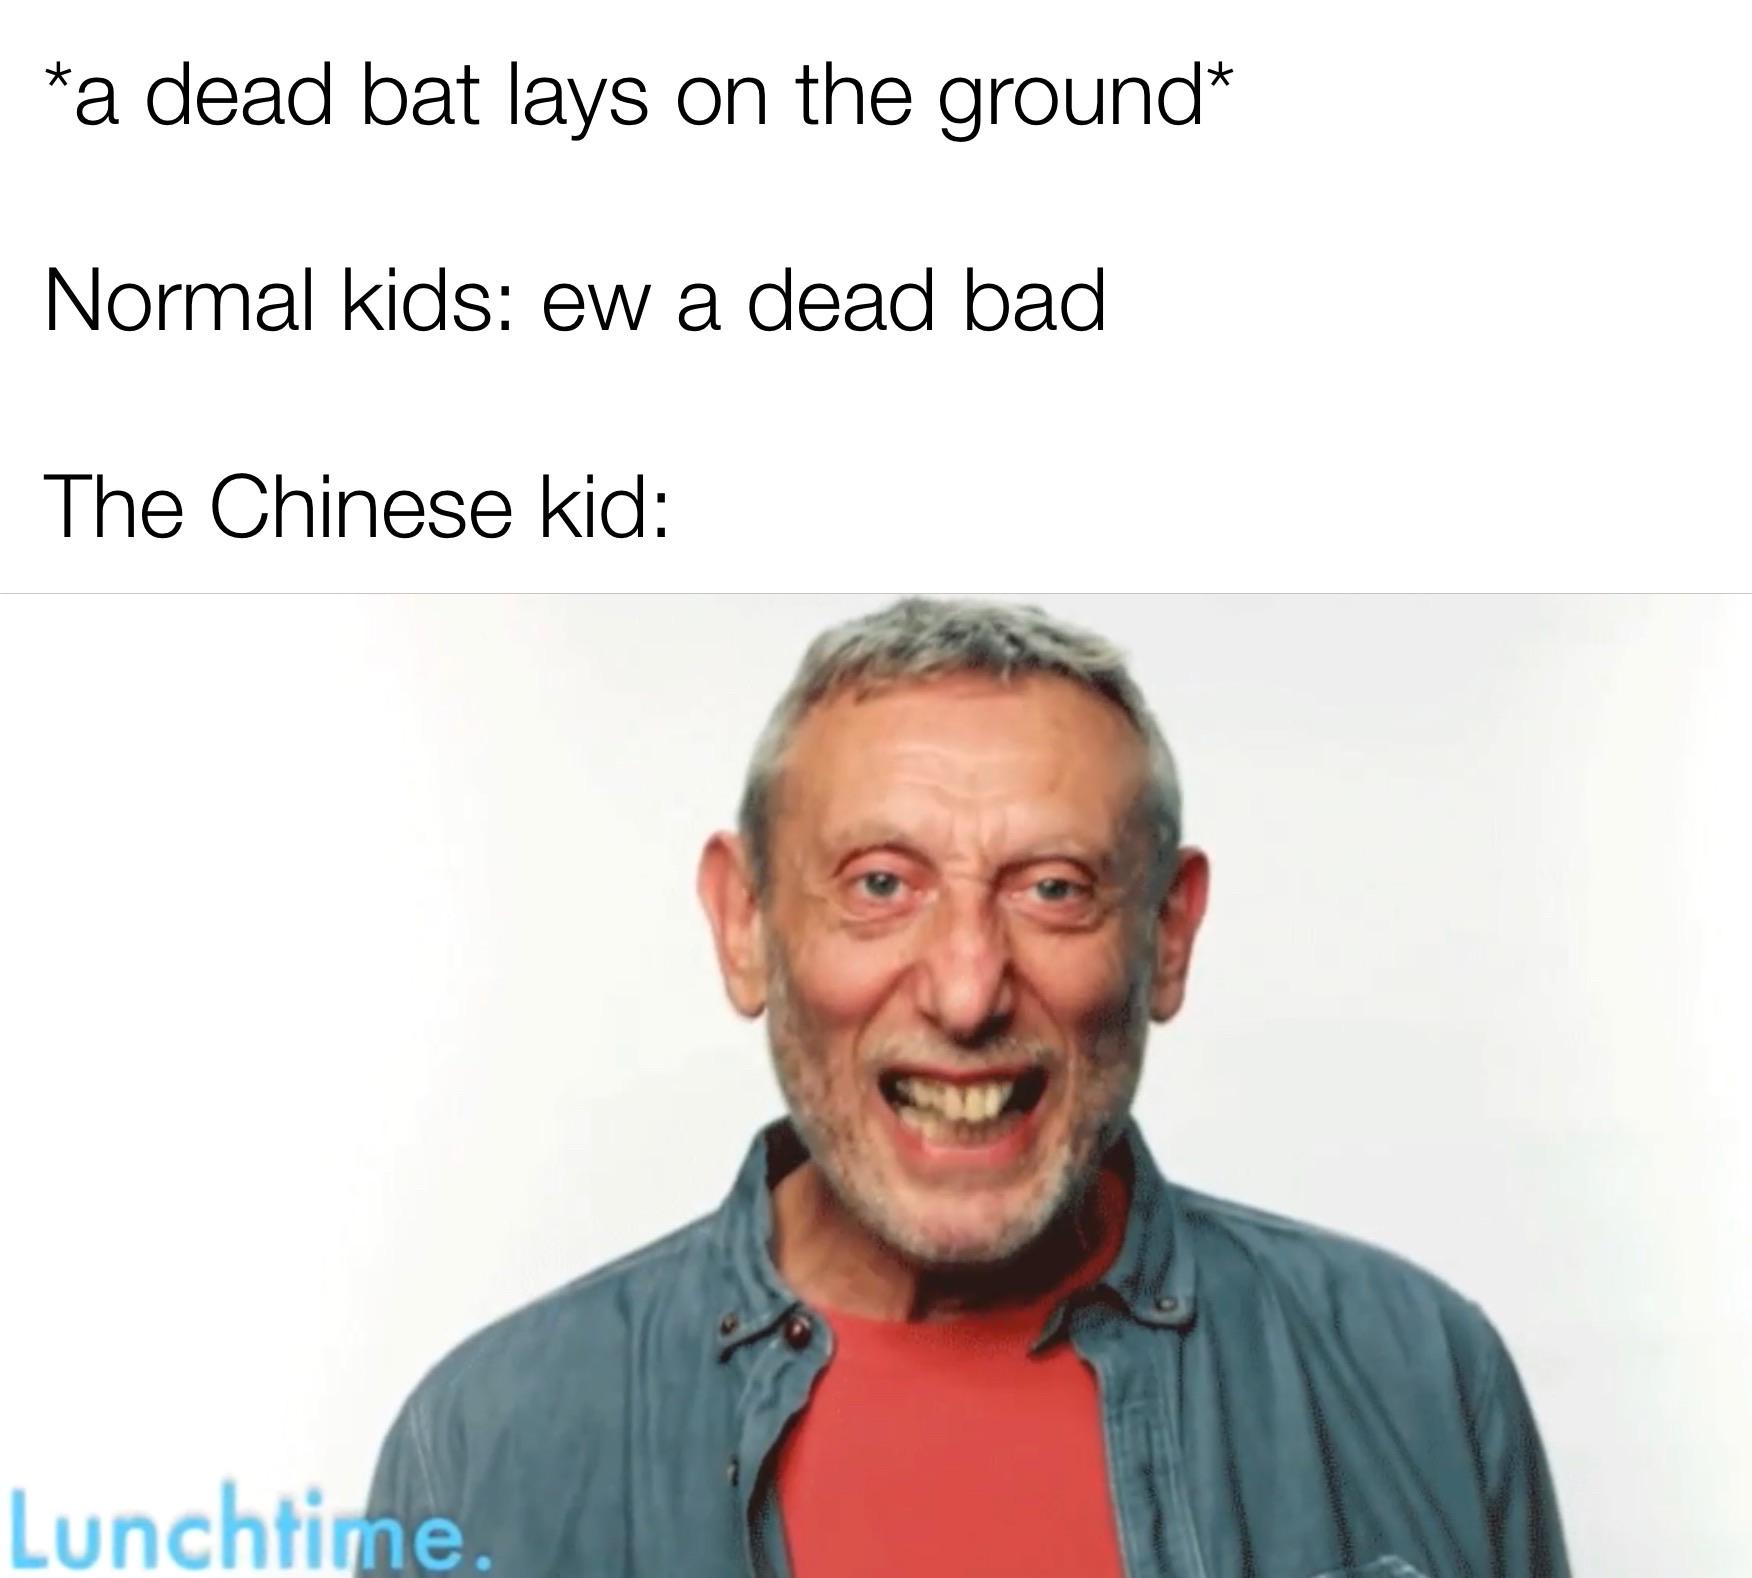 *a dead bat lays on the ground*
Normal kids: ew a dead bad
The Chinese kid:
Lunchtime.